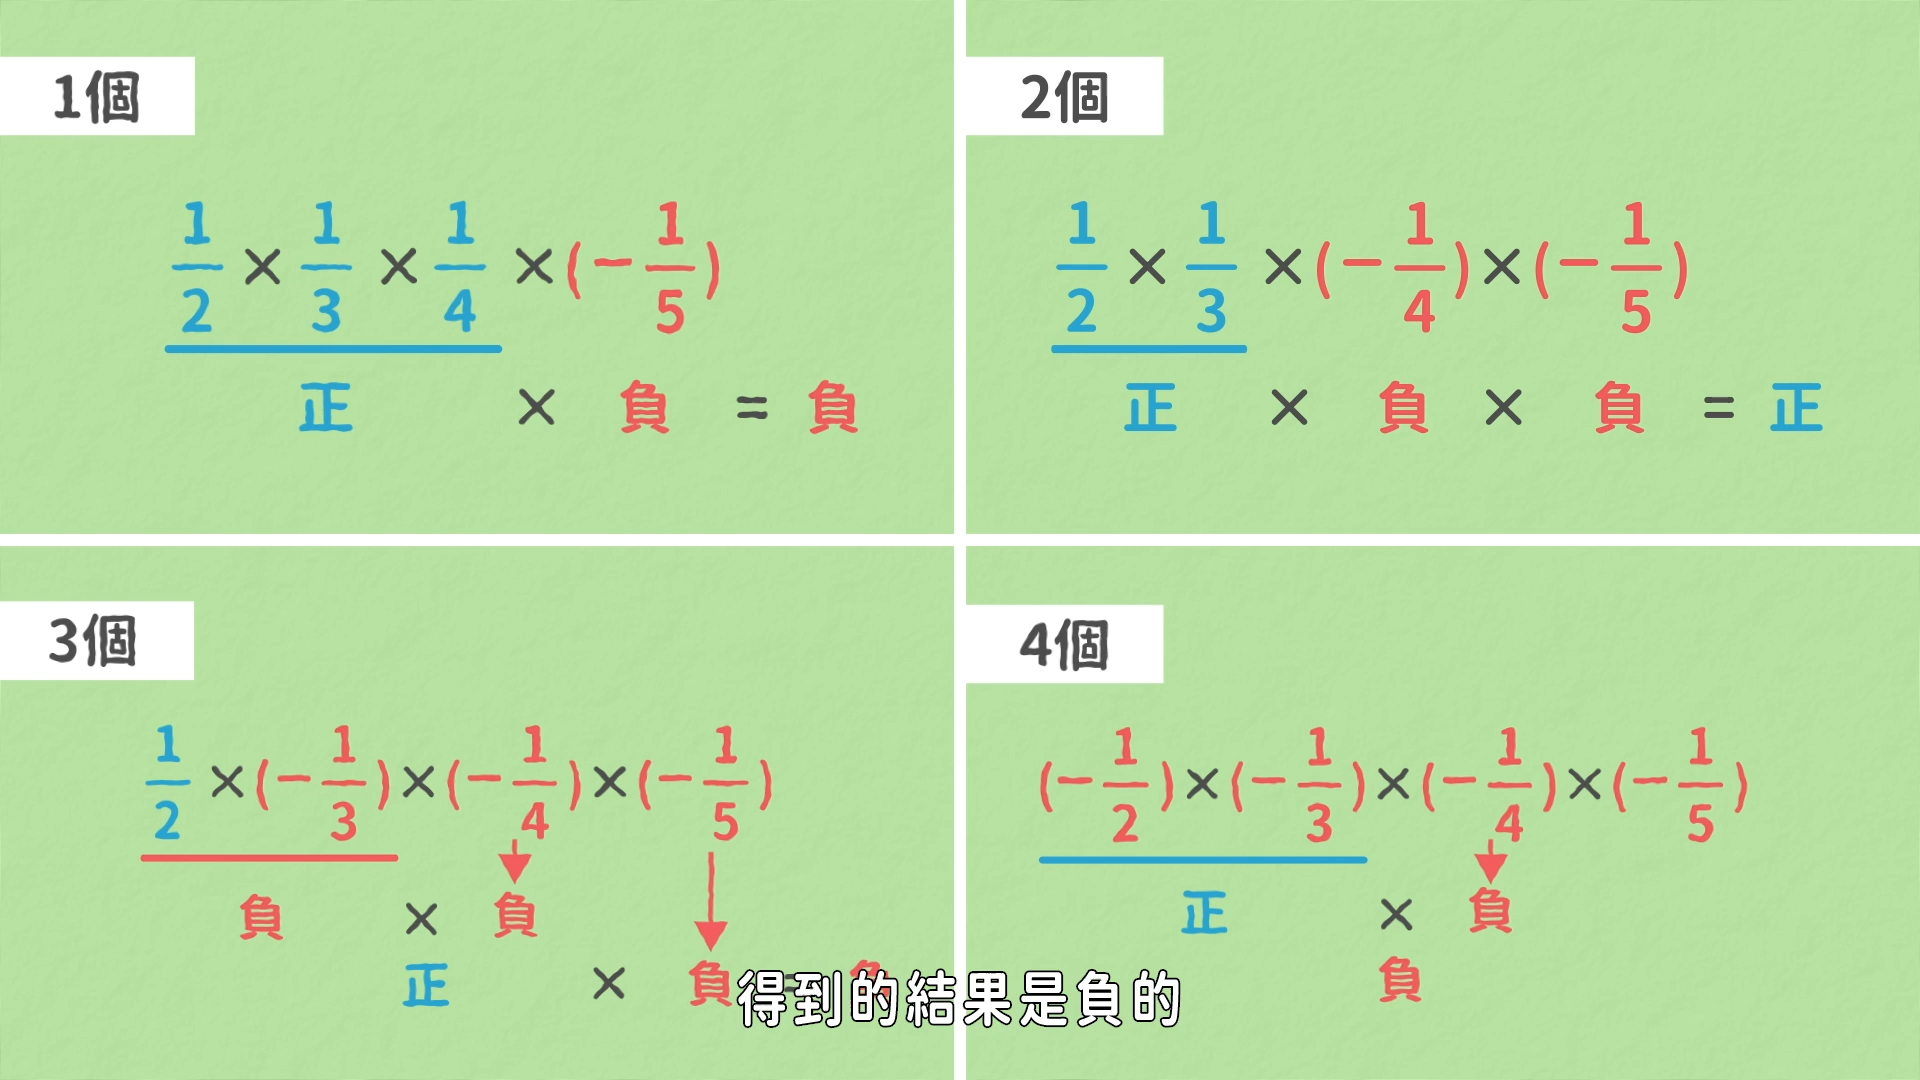 1個
1/2 × 1/3 × 1/4 × (-1/5)
正 × 負 = 負
2個
1/2 × 1/3 × (-1/4) × (-1/5)
正 × 負 × 負 = 正
3個
1/2 × (-1/3) × (-1/4) × (-1/5)
負 × 負
正 × 負 =
4個
(-1/2) × (-1/3) × (-1/4) × (-1/5)
正 × 負
負
得到的結果是負的